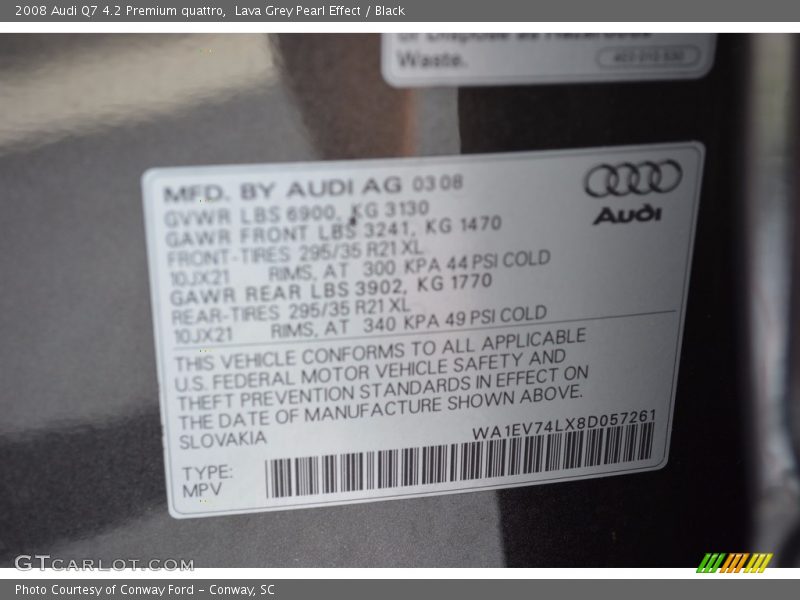 2008 Audi Q7 4.2 Premium quattro,  Lava Grey Pearl Effect / Black
or Dispose as Hazardous
Waste.
MFD. BY AUDI AG 0308
GVWR LBS 6900, KG 3130
GAWR FRONT LBS 3241, KG 1470
FRONT-TIRES 295/35 R21 XL
10JX21 RIMS, AT 300 KPA 44 PSI COLD
GAWR REAR LBS 3902, KG 1770
REAR-TIRES 295/35 R21 XL
10JX21 RIMS, AT 340 KPA 49 PSI COLD
Audi
THIS VEHICLE CONFORMS TO ALL APPLICABLE
U.S. FEDERAL MOTOR VEHICLE SAFETY AND
THEFT PREVENTION STANDARDS IN EFFECT ON
THE DATE OF MANUFACTURE SHOWN ABOVE.
SLOVAKIA
WA1EV74LX8D057261
TYPE:
MPV
GTCARLOT.COM
Photo Courtesy of Conway Ford – Conway, SC